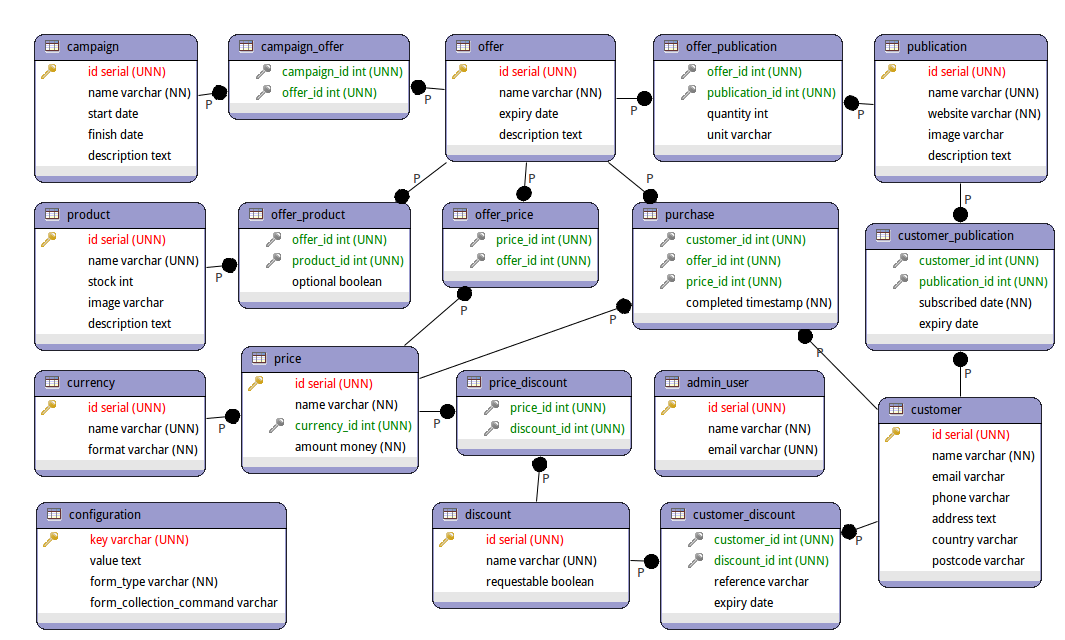 campaign
id serial (UNN)
name varchar (NN)
start date
finish date
description text
campaign_offer
campaign_id int (UNN)
offer_id int (UNN)
offer
id serial (UNN)
name varchar (NN)
expiry date
description text
offer_publication
offer_id int (UNN)
publication_id int (UNN)
quantity int
unit varchar
publication
id serial (UNN)
name varchar (UNN)
website varchar (NN)
image varchar
description text
P
P
P
P
P
P
P
P
product
id serial (UNN)
name varchar (UNN)
stock int
image varchar
description text
offer_product
offer_id int (UNN)
product_id int (UNN)
optional boolean
offer_price
price_id int (UNN)
offer_id int (UNN)
purchase
customer_id int (UNN)
offer_id int (UNN)
price_id int (UNN)
completed timestamp (NN)
customer_publication
customer_id int (UNN)
publication_id int (UNN)
subscribed date (NN)
expiry date
P
P
P
P
P
currency
id serial (UNN)
name varchar (UNN)
format varchar (NN)
price
id serial (UNN)
name varchar (NN)
currency_id int (UNN)
amount money (NN)
price_discount
price_id int (UNN)
discount_id int (UNN)
admin_user
id serial (UNN)
name varchar (NN)
email varchar (UNN)
customer
id serial (UNN)
name varchar (NN)
email varchar
phone varchar
address text
country varchar
postcode varchar
P
P
P
P
P
configuration
key varchar (UNN)
value text
form_type varchar (NN)
form_collection_command varchar
discount
id serial (UNN)
name varchar (UNN)
requestable boolean
customer_discount
customer_id int (UNN)
discount_id int (UNN)
reference varchar
expiry date
P